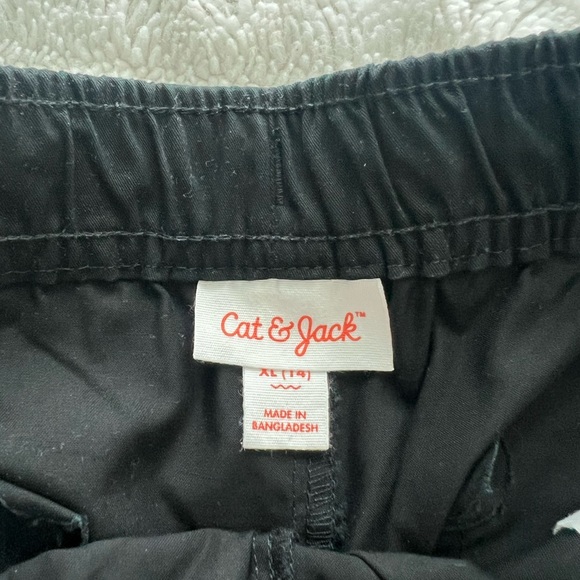 Cat & Jack™
XL (14)
MADE IN
BANGLADESH